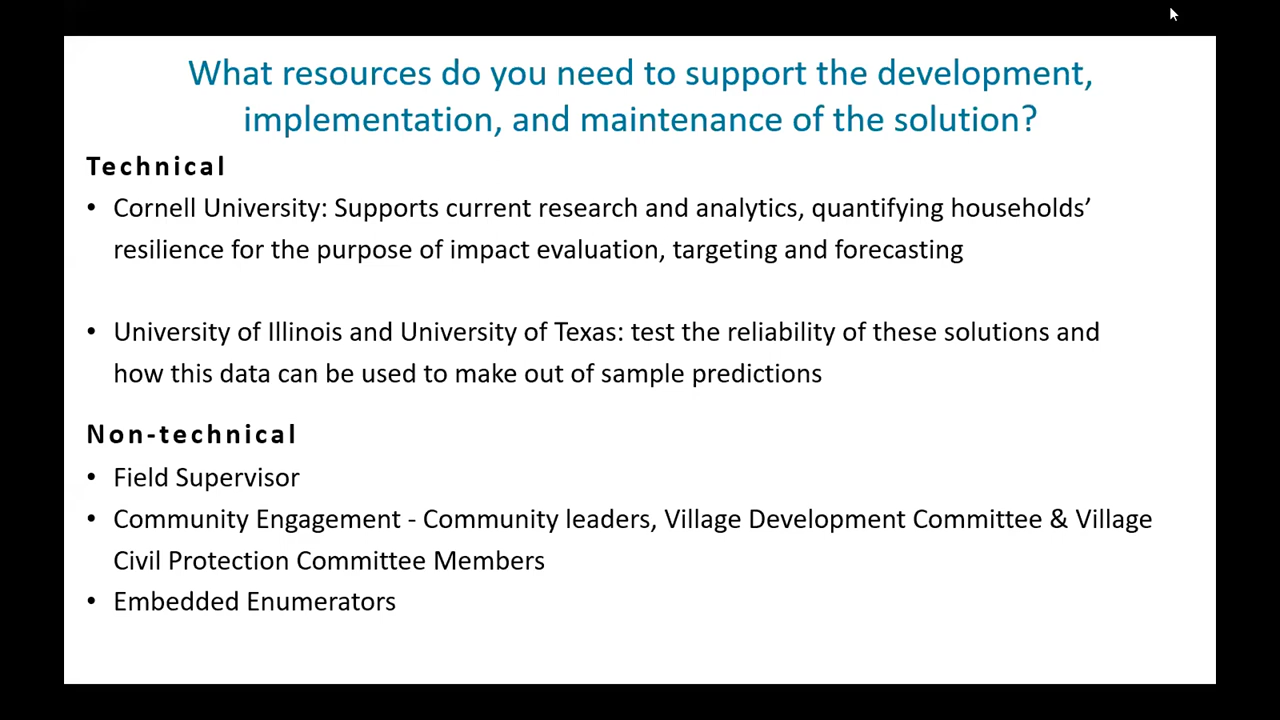 What resources do you need to support the development,
implementation, and maintenance of the solution?
Technical
• Cornell University: Supports current research and analytics, quantifying households’
resilience for the purpose of impact evaluation, targeting and forecasting
• University of Illinois and University of Texas: test the reliability of these solutions and
how this data can be used to make out of sample predictions
Non-technical
• Field Supervisor
• Community Engagement - Community leaders, Village Development Committee & Village
Civil Protection Committee Members
• Embedded Enumerators